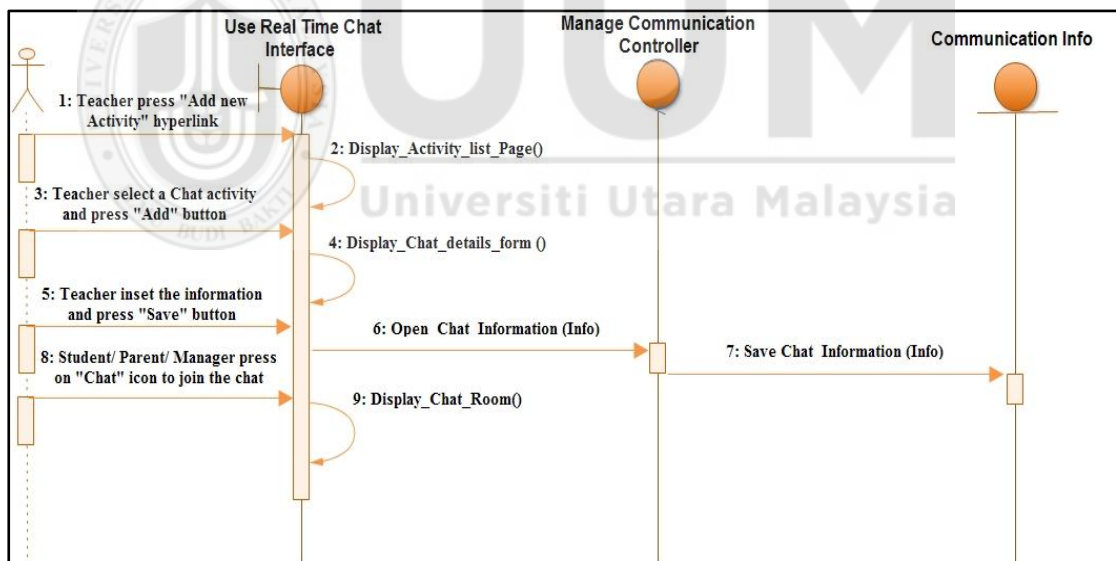 Use Real Time Chat
Interface
Manage Communication
Controller
Communication Info
1: Teacher press "Add new
Activity" hyperlink
2: Display_Activity_list_Page()
3: Teacher select a Chat activity
and press "Add" button
4: Display_Chat_details_form ()
5: Teacher inset the information
and press "Save" button
6: Open Chat Information (Info)
7: Save Chat Information (Info)
8: Student/ Parent/ Manager press
on "Chat" icon to join the chat
9: Display_Chat_Room()
UUM
Universiti Utara Malaysia
BUDI BAKTI